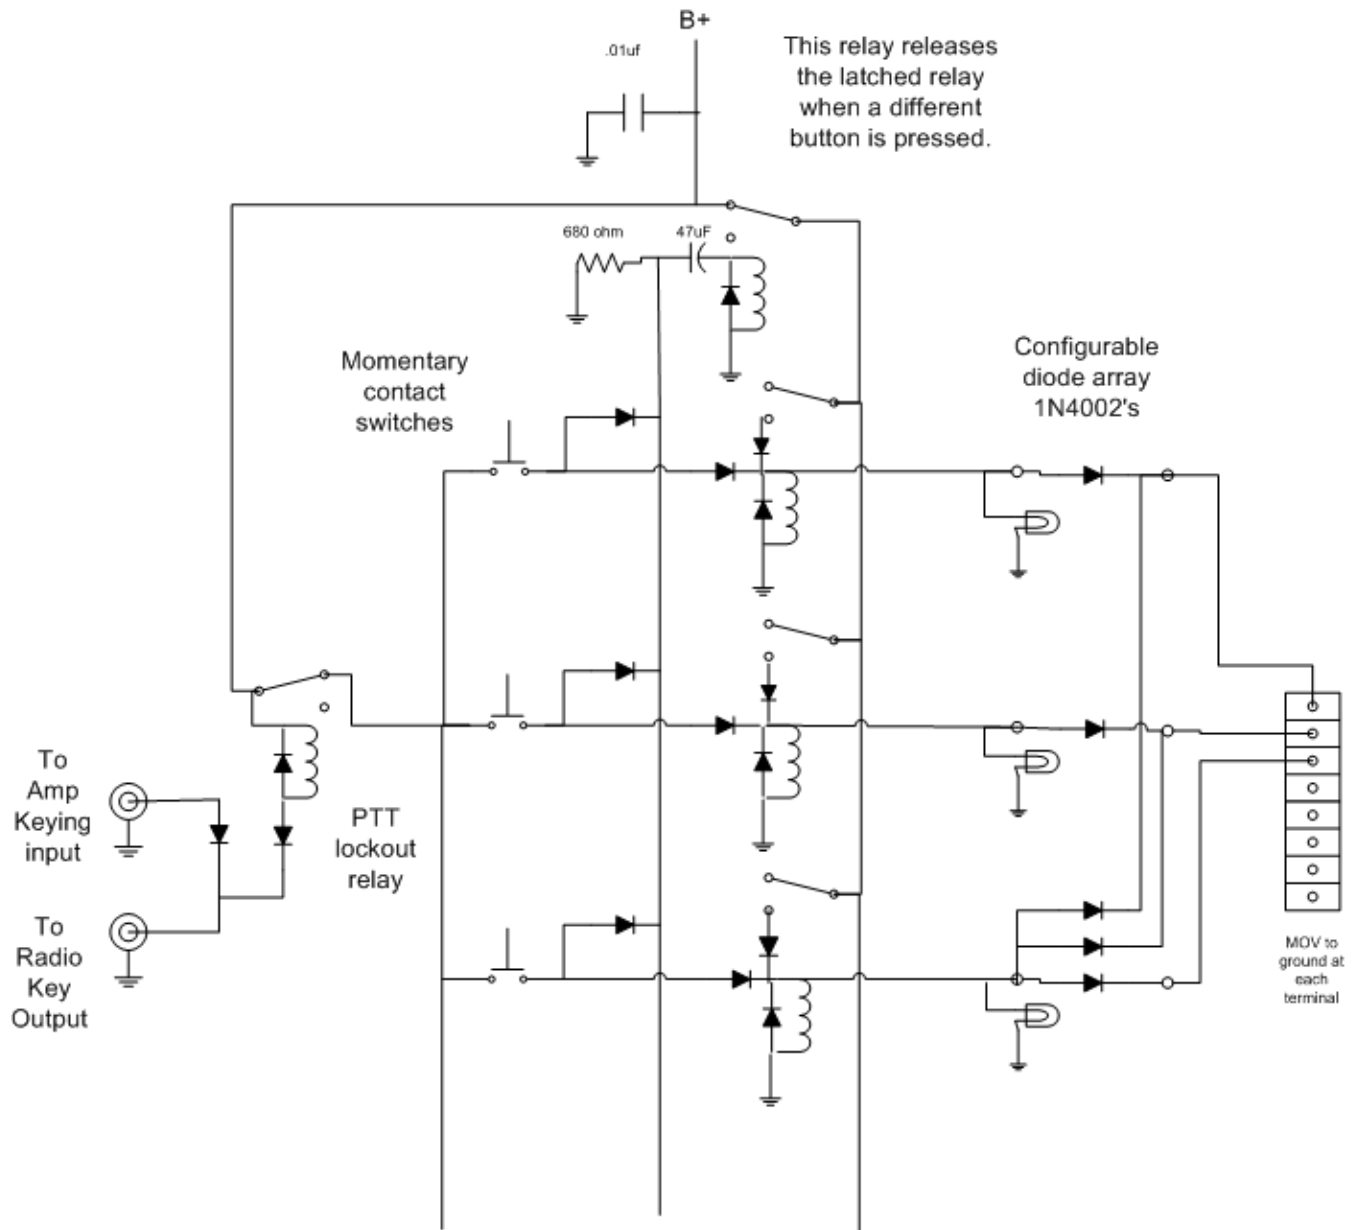 B+
.01uf
This relay releases
the latched relay
when a different
button is pressed.
680 ohm
47uF
Momentary
contact
switches
Configurable
diode array
1N4002's
To
Amp
Keying
input
PTT
lockout
relay
To
Radio
Key
Output
MOV to
ground at
each
terminal